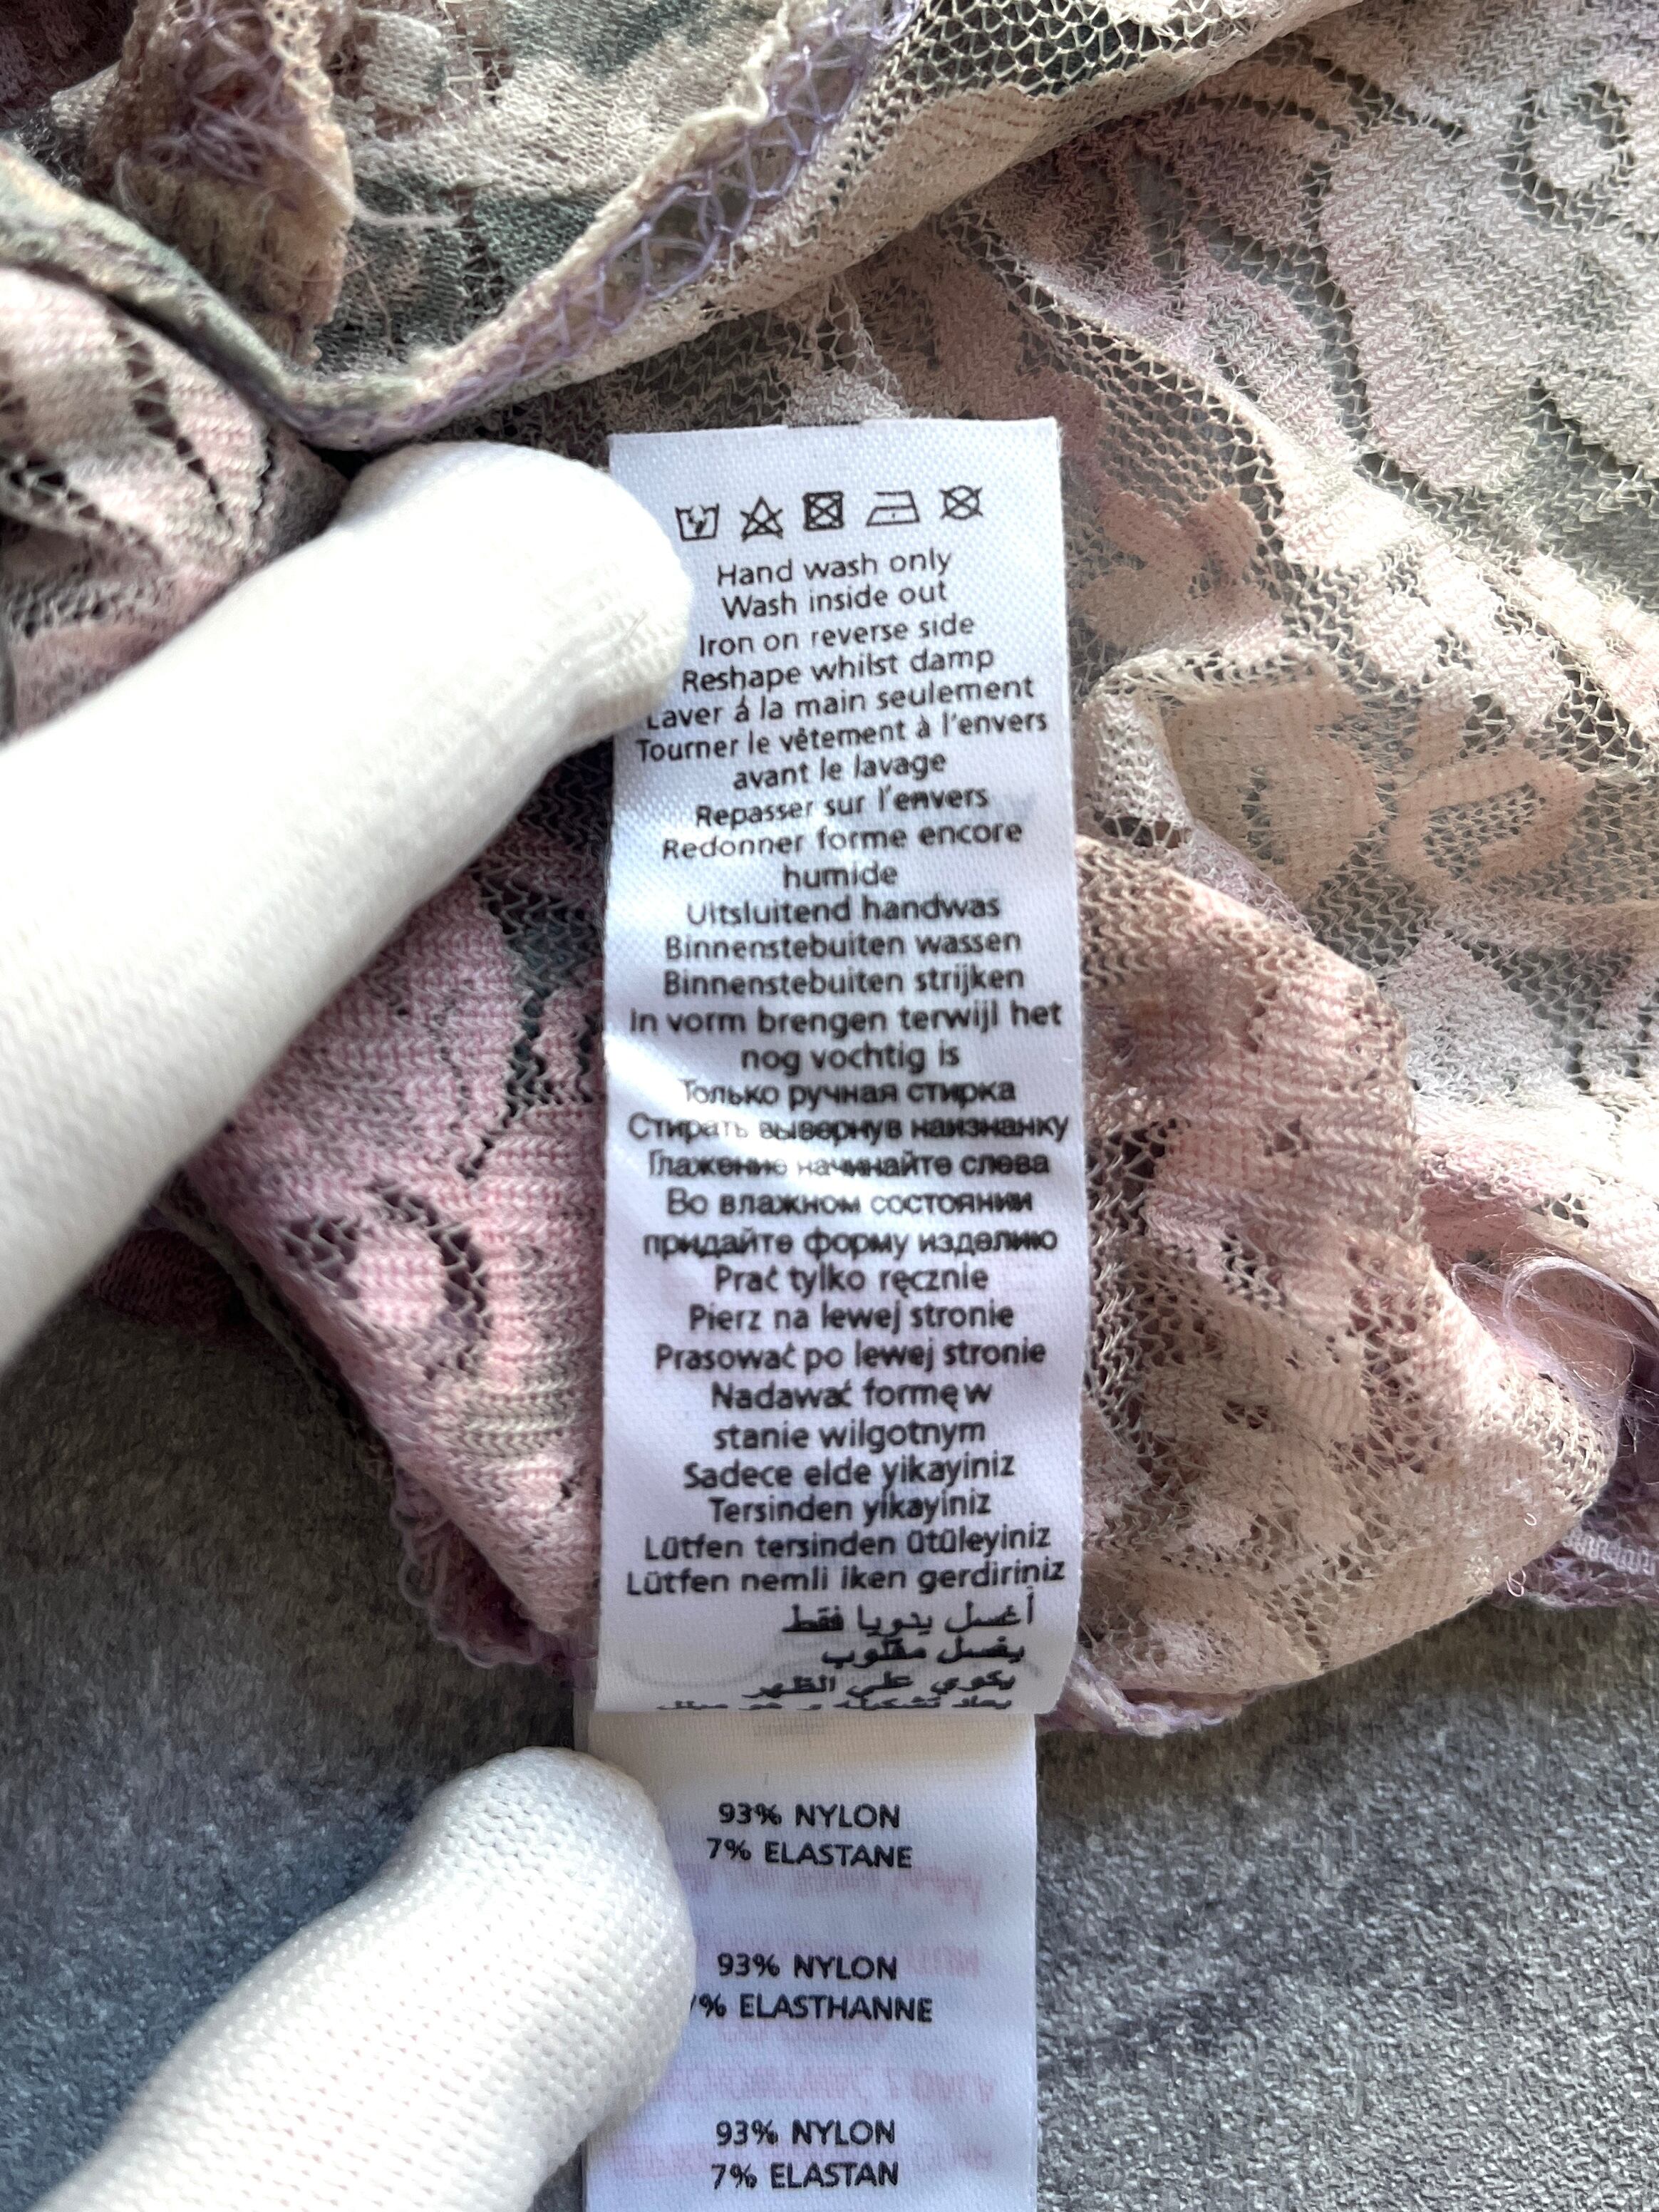 Hand wash only
Wash inside out
Iron on reverse side
Reshape whilst damp
Laver á la main seulement
Tourner le vêtement à l'envers
avant le lavage
Repasser sur l'envers
Redonner forme encore
humide
Uitsluitend handwas
Binnenstebuiten wassen
Binnenstebuiten strijken
In vorm brengen terwijl het
nog vochtig is
Только ручная стирка
Стирать вывернув наизнанку
Глажение начинайте слева
Во влажном состоянии
придайте форму изделию
Prać tylko ręcznie
Pierz na lewej stronie
Prasować po lewej stronie
Nadawać formę w
stanie wilgotnym
Sadece elde yikayiniz
Tersinden yikayiniz
Lütfen tersinden ütüleyiniz
Lütfen nemli iken gerdiriniz
أغسل يدويا فقط
يغسل مقلوب
يكوي علي الظهر
يعاد تشكيله و هو مبلل
93% NYLON
7% ELASTANE
93% NYLON
7% ELASTHANNE
93% NYLON
7% ELASTAN